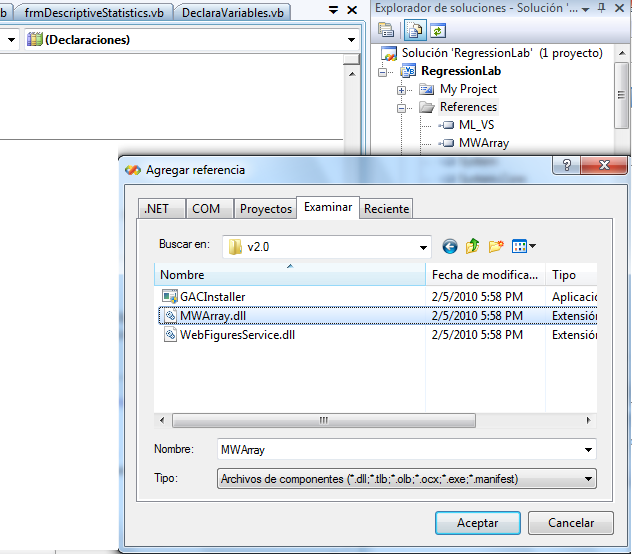 b frmDescriptiveStatistics.vb DeclaraVariables.vb
Explorador de soluciones - Solución '...
(Declaraciones)
Solución 'RegressionLab' (1 proyecto)
RegressionLab
My Project
References
ML_VS
MWArray
Agregar referencia
.NET COM Proyectos Examinar Reciente
Buscar en: v2.0
Nombre Fecha de modifica... Tipo
GACInstaller 2/5/2010 5:58 PM Aplicació
MWArray.dll 2/5/2010 5:58 PM Extensión
WebFiguresService.dll 2/5/2010 5:58 PM Extensión
Nombre: MWArray
Tipo: Archivos de componentes (*.dll;*.tlb;*.olb;*.ocx;*.exe;*.manifest)
Aceptar Cancelar